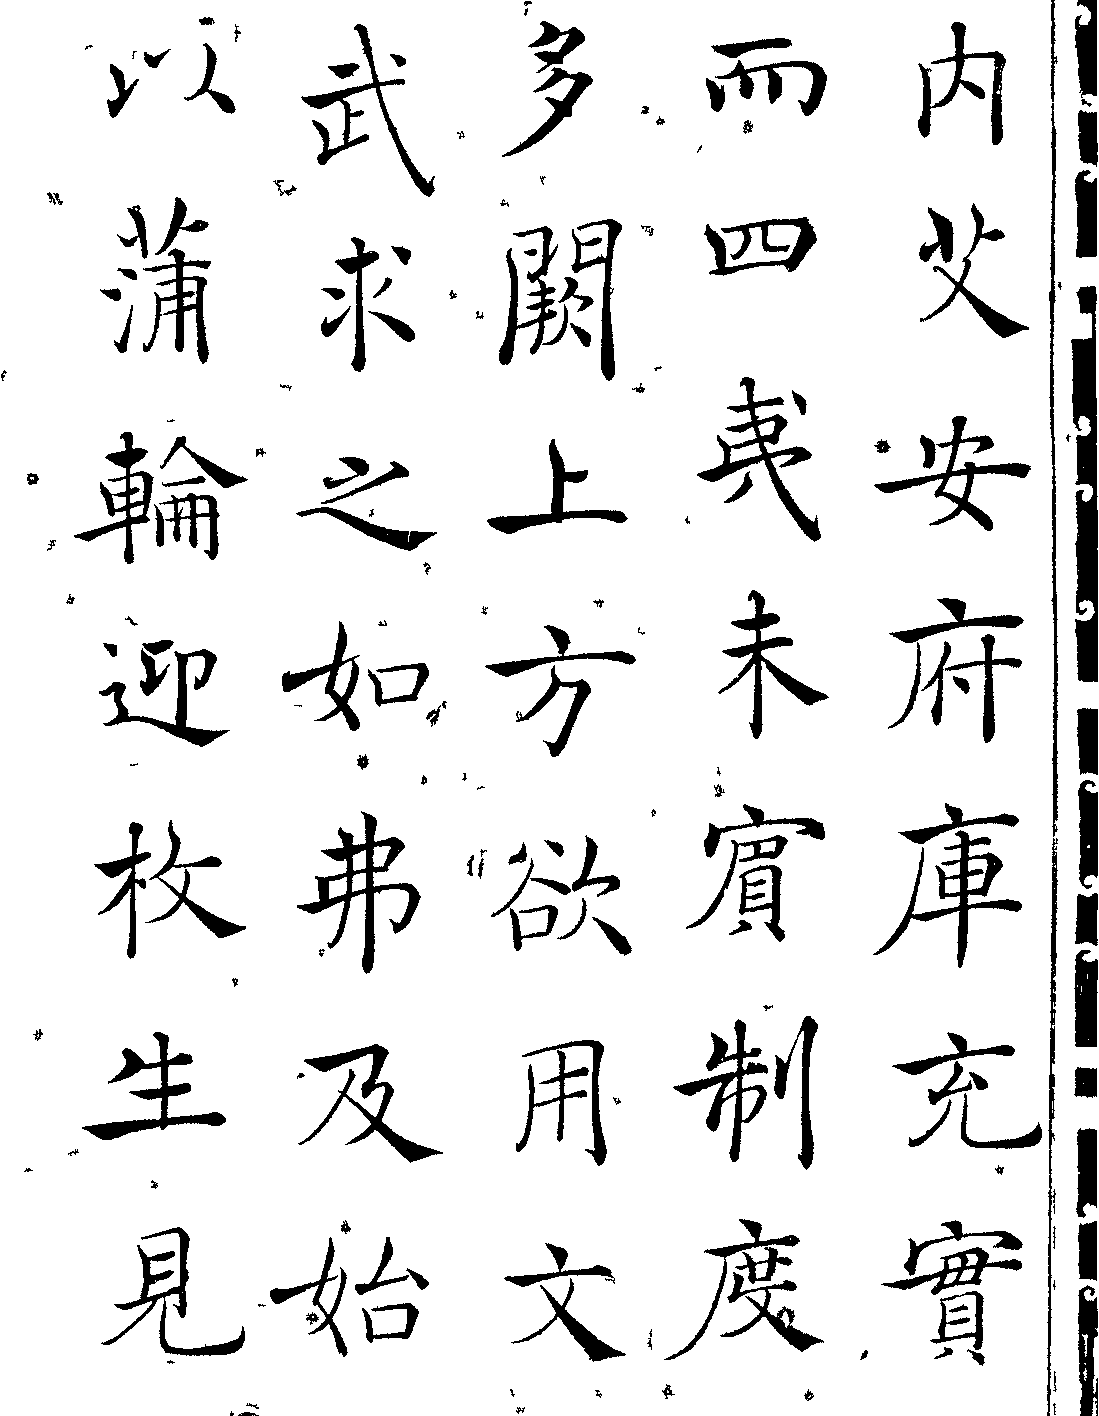 内艾安府庫充實
而四夷未賓制度
多闕上方欲用文
武求之如弗及始
以蒲輪迎枚生見